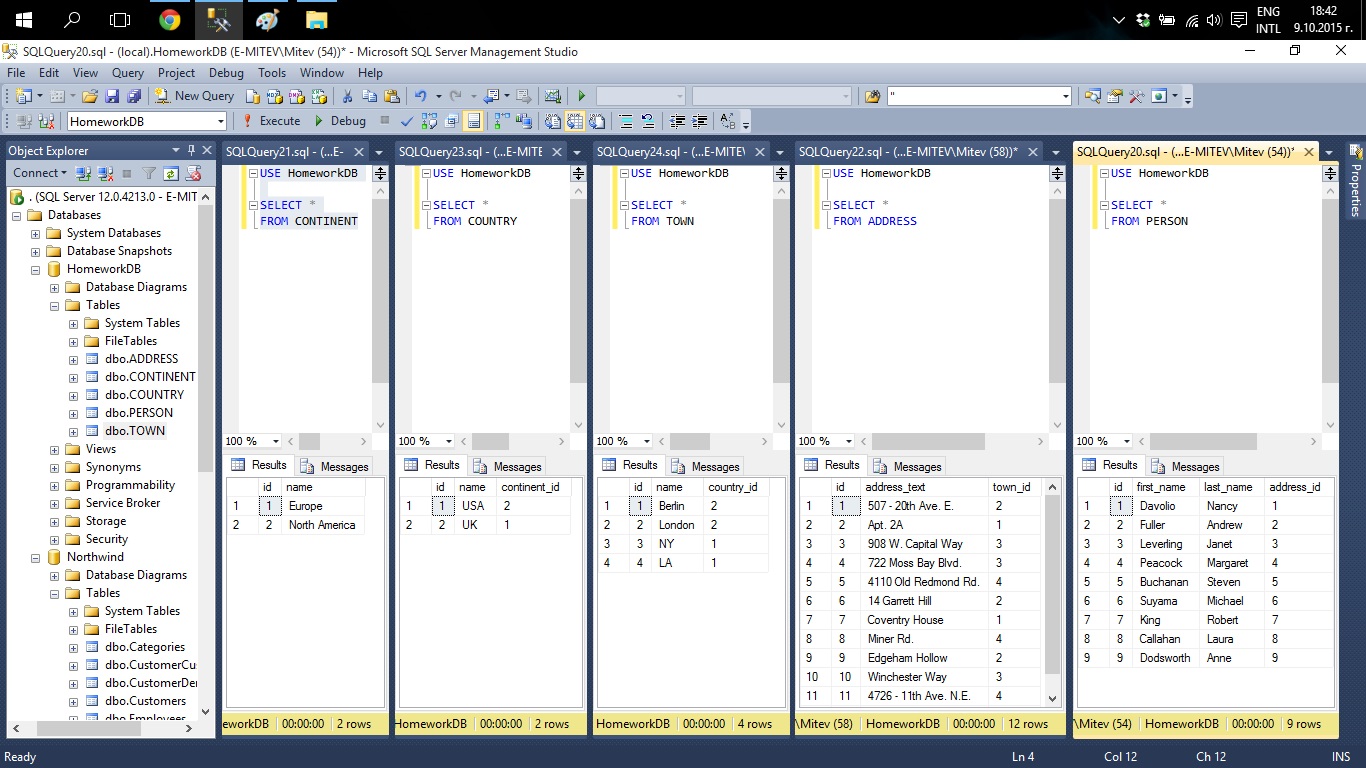 ENG 18:42
INTL 9.10.2015 г.
SQLQuery20.sql - (local).HomeworkDB (E-MITEV\Mitev (54))* - Microsoft SQL Server Management Studio
File Edit View Query Project Debug Tools Window Help
New Query "
HomeworkDB Execute Debug
Object Explorer
Connect
. (SQL Server 12.0.4213.0 - E-MIT
Databases
System Databases
Database Snapshots
HomeworkDB
Database Diagrams
Tables
System Tables
FileTables
dbo.ADDRESS
dbo.CONTINENT
dbo.COUNTRY
dbo.PERSON
dbo.TOWN
Views
Synonyms
Programmability
Service Broker
Storage
Security
Northwind
Database Diagrams
Tables
System Tables
FileTables
dbo.Categories
dbo.CustomerCu
dbo.CustomerDe
dbo.Customers
dbo.Employees
SQLQuery21.sql - (...E-
USE HomeworkDB
SELECT *
FROM CONTINENT
100 %
Results Messages
id name
1 1 Europe
2 2 North America
eworkDB 00:00:00 2 rows
SQLQuery23.sql - (...E-MITE
USE HomeworkDB
SELECT *
FROM COUNTRY
100 %
Results Messages
id name continent_id
1 1 USA 2
2 2 UK 1
HomeworkDB 00:00:00 2 rows
SQLQuery24.sql - (...E-MITE\
USE HomeworkDB
SELECT *
FROM TOWN
100 %
Results Messages
id name country_id
1 1 Berlin 2
2 2 London 2
3 3 NY 1
4 4 LA 1
HomeworkDB 00:00:00 4 rows
SQLQuery22.sql - (...E-MITEV\Mitev (58))*
USE HomeworkDB
SELECT *
FROM ADDRESS
100 %
Results Messages
id address_text town_id
1 1 507 - 20th Ave. E. 2
2 2 Apt. 2A 1
3 3 908 W. Capital Way 3
4 4 722 Moss Bay Blvd. 3
5 5 4110 Old Redmond Rd. 4
6 6 14 Garrett Hill 2
7 7 Coventry House 1
8 8 Miner Rd. 4
9 9 Edgeham Hollow 2
10 10 Winchester Way 3
11 11 4726 - 11th Ave. N.E. 4
\Mitev (58) HomeworkDB 00:00:00 12 rows
SQLQuery20.sql - (...E-MITEV\Mitev (54))*
USE HomeworkDB
SELECT *
FROM PERSON
100 %
Results Messages
id first_name last_name address_id
1 1 Davolio Nancy 1
2 2 Fuller Andrew 2
3 3 Leverling Janet 3
4 4 Peacock Margaret 4
5 5 Buchanan Steven 5
6 6 Suyama Michael 6
7 7 King Robert 7
8 8 Callahan Laura 8
9 9 Dodsworth Anne 9
\Mitev (54) HomeworkDB 00:00:00 9 rows
Properties
Ready Ln 4 Col 12 Ch 12 INS